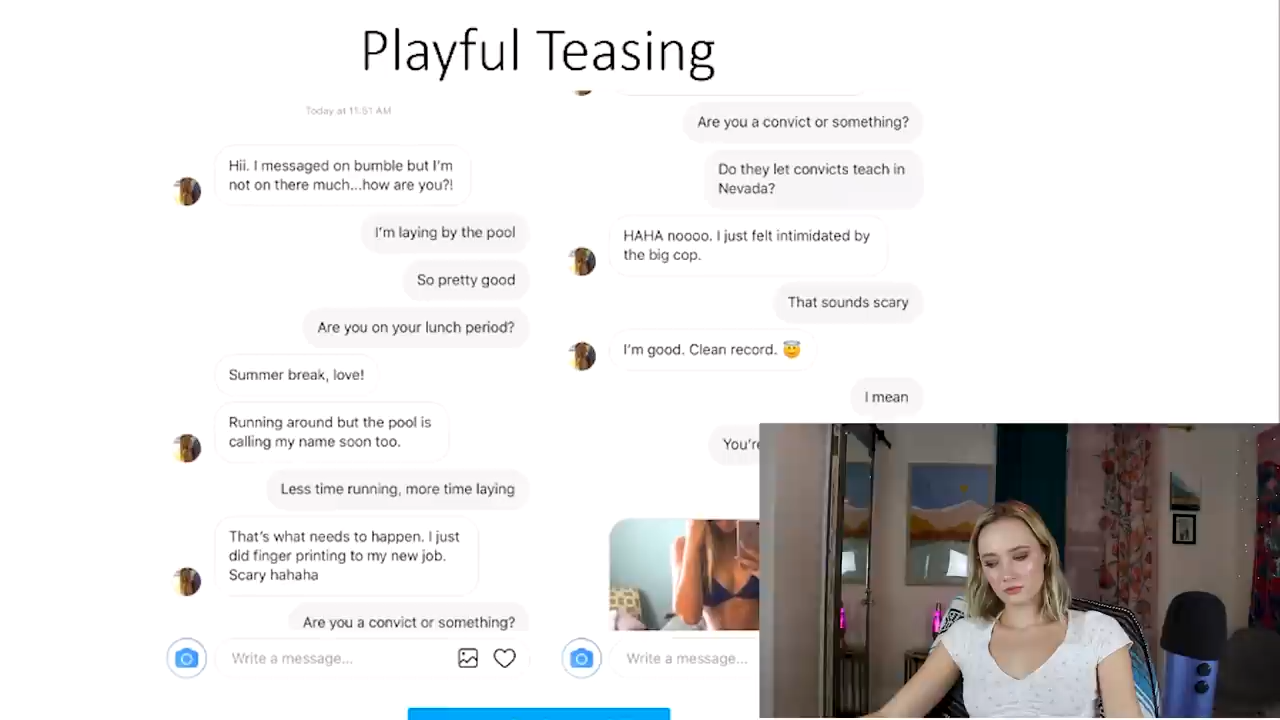 Playful Teasing
Today at 11:51 AM
Hii. I messaged on bumble but I'm
not on there much...how are you?!
I'm laying by the pool
So pretty good
Are you on your lunch period?
Summer break, love!
Running around but the pool is
calling my name soon too.
Less time running, more time laying
That's what needs to happen. I just
did finger printing to my new job.
Scary hahaha
Are you a convict or something?
Write a message...
Are you a convict or something?
Do they let convicts teach in
Nevada?
HAHA noooo. I just felt intimidated by
the big cop.
That sounds scary
I'm good. Clean record. 😇
I mean
You're
Write a message...